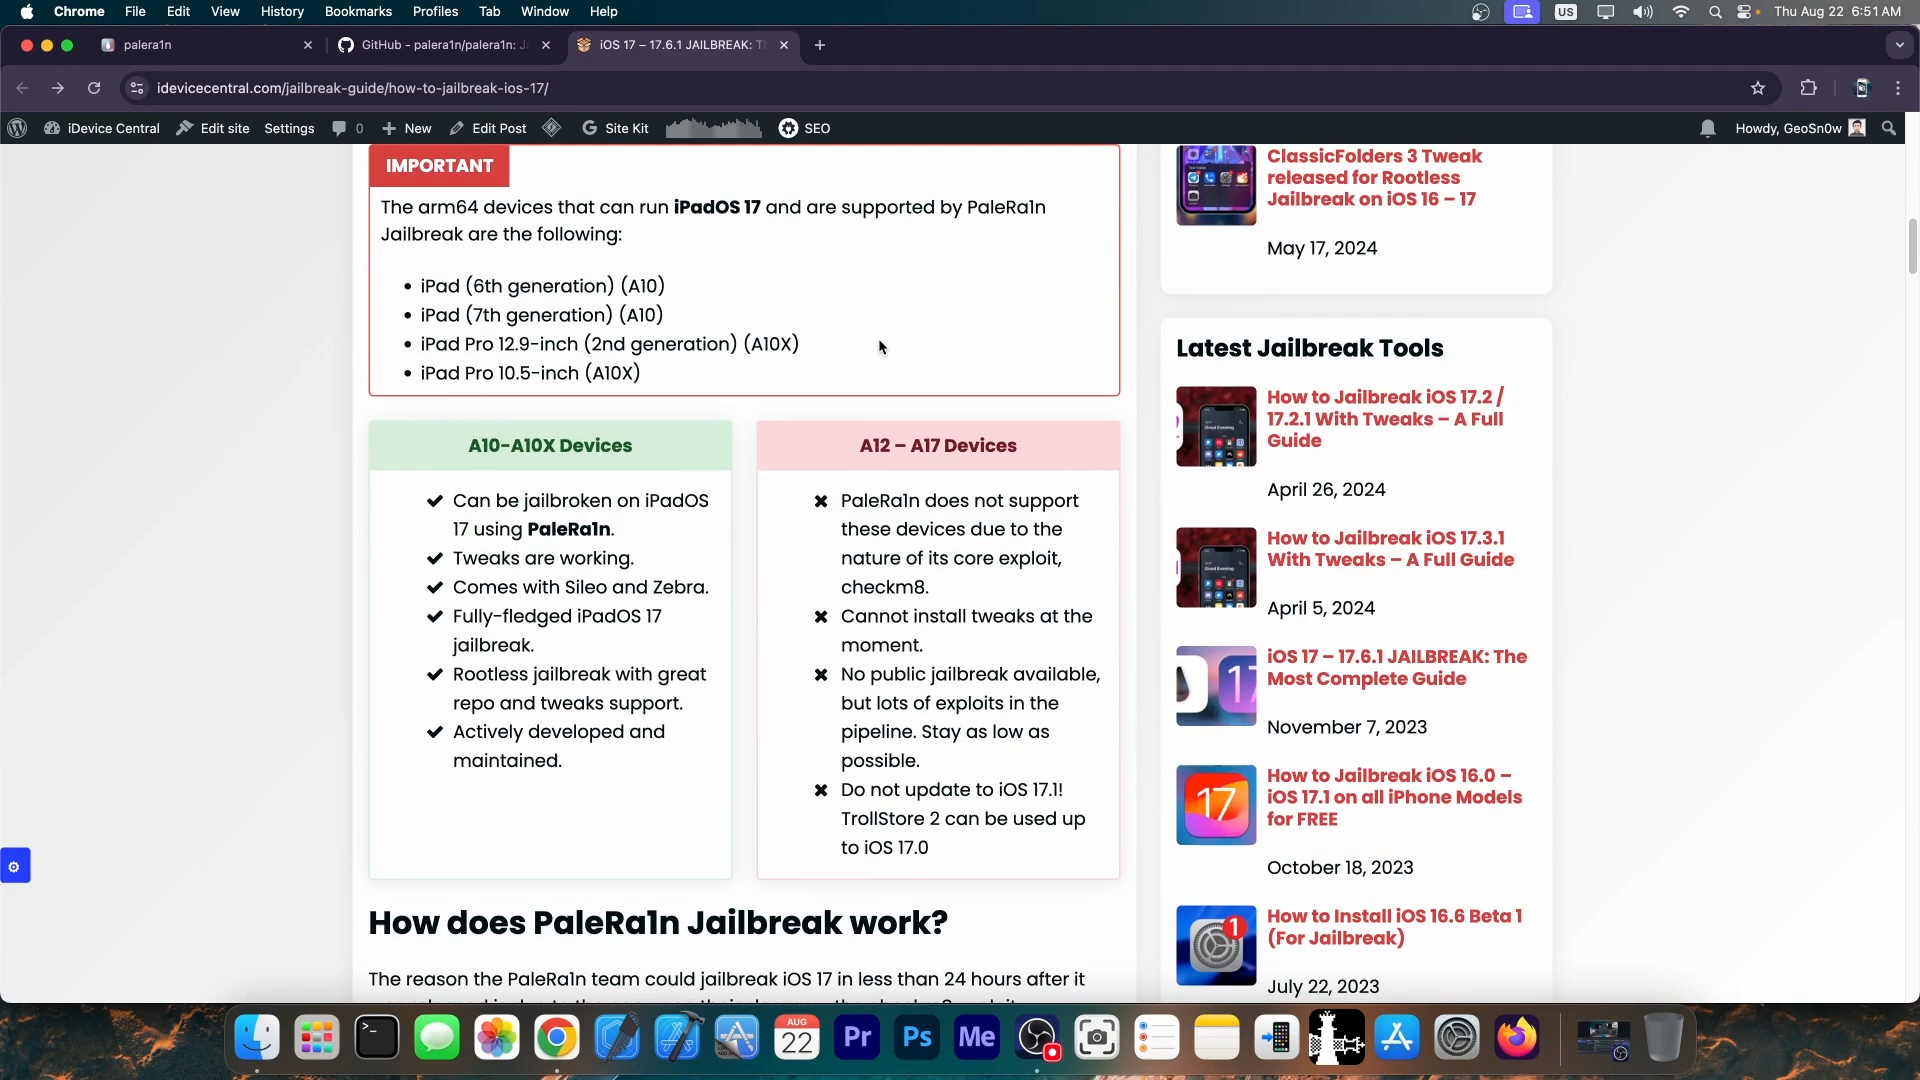 Chrome File Edit View History Bookmarks Profiles Tab Window Help US Thu Aug 22 6:51 AM
palera1n GitHub - palera1n/palera1n: iOS 17 – 17.6.1 JAILBREAK:
idevicecentral.com/jailbreak-guide/how-to-jailbreak-ios-17/
iDevice Central Edit site Settings 0 New Edit Post Site Kit SEO Howdy, GeoSn0w
IMPORTANT
The arm64 devices that can run iPadOS 17 and are supported by PaleRa1n
Jailbreak are the following:
• iPad (6th generation) (A10)
• iPad (7th generation) (A10)
• iPad Pro 12.9-inch (2nd generation) (A10X)
• iPad Pro 10.5-inch (A10X)
A10-A10X Devices
Can be jailbroken on iPadOS
17 using PaleRa1n.
Tweaks are working.
Comes with Sileo and Zebra.
Fully-fledged iPadOS 17
jailbreak.
Rootless jailbreak with great
repo and tweaks support.
Actively developed and
maintained.
A12 – A17 Devices
PaleRa1n does not support
these devices due to the
nature of its core exploit,
checkm8.
Cannot install tweaks at the
moment.
No public jailbreak available,
but lots of exploits in the
pipeline. Stay as low as
possible.
Do not update to iOS 17.1!
TrollStore 2 can be used up
to iOS 17.0
How does PaleRa1n Jailbreak work?
The reason the PaleRa1n team could jailbreak iOS 17 in less than 24 hours after it
ClassicFolders 3 Tweak
released for Rootless
Jailbreak on iOS 16 – 17
May 17, 2024
Latest Jailbreak Tools
How to Jailbreak iOS 17.2 /
17.2.1 With Tweaks – A Full
Guide
April 26, 2024
How to Jailbreak iOS 17.3.1
With Tweaks – A Full Guide
April 5, 2024
iOS 17 – 17.6.1 JAILBREAK: The
Most Complete Guide
November 7, 2023
How to Jailbreak iOS 16.0 –
iOS 17.1 on all iPhone Models
for FREE
October 18, 2023
How to Install iOS 16.6 Beta 1
(For Jailbreak)
July 22, 2023
17
17
1
AUG
22
Pr
Ps
Me